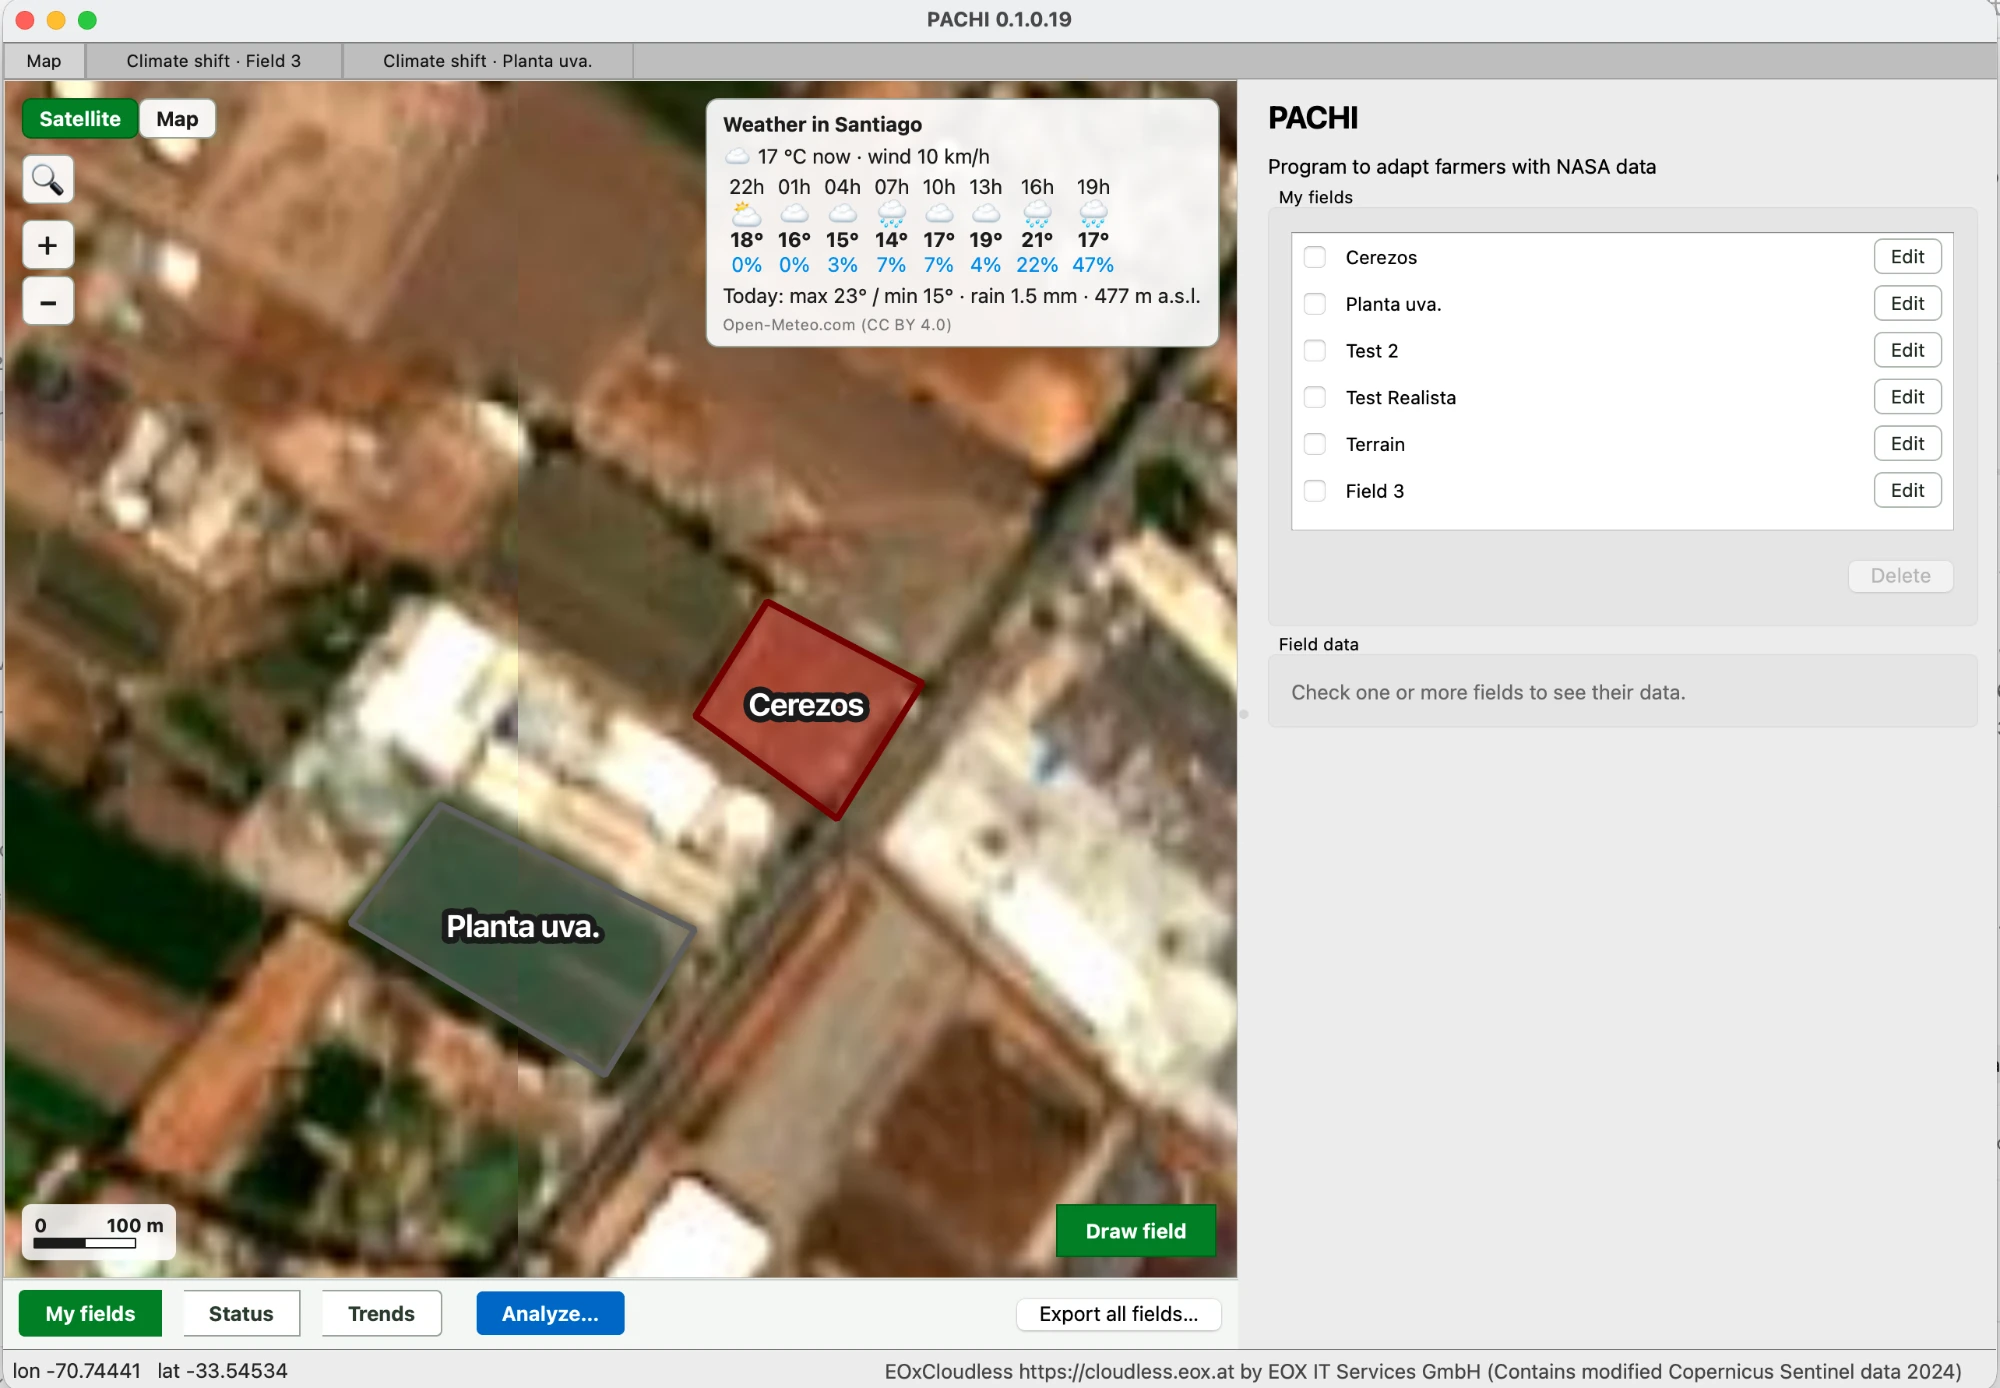 PACHI 0.1.0.19
Map
Climate shift · Field 3
Climate shift · Planta uva.
Satellite
Map
Weather in Santiago
17 °C now · wind 10 km/h
22h 01h 04h 07h 10h 13h 16h 19h
18° 16° 15° 14° 17° 19° 21° 17°
0% 0% 3% 7% 7% 4% 22% 47%
Today: max 23° / min 15° · rain 1.5 mm · 477 m a.s.l.
Open-Meteo.com (CC BY 4.0)
+
−
Cerezos
Planta uva.
0 100 m
Draw field
PACHI
Program to adapt farmers with NASA data
My fields
Cerezos Edit
Planta uva. Edit
Test 2 Edit
Test Realista Edit
Terrain Edit
Field 3 Edit
Delete
Field data
Check one or more fields to see their data.
My fields
Status
Trends
Analyze...
Export all fields...
lon -70.74441 lat -33.54534
EOxCloudless https://cloudless.eox.at by EOX IT Services GmbH (Contains modified Copernicus Sentinel data 2024)